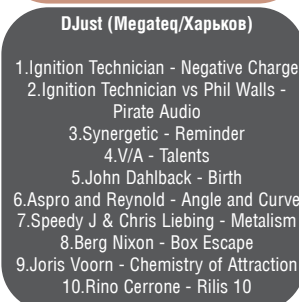 DJust (Megateq/Харьков)
1.Ignition Technician - Negative Charge
2.Ignition Technician vs Phil Walls -
Pirate Audio
3.Synergetic - Reminder
4.V/A - Talents
5.John Dahlback - Birth
6.Aspro and Reynold - Angle and Curve
7.Speedy J & Chris Liebing - Metalism
8.Berg Nixon - Box Escape
9.Joris Voorn - Chemistry of Attraction
10.Rino Cerrone - Rilis 10